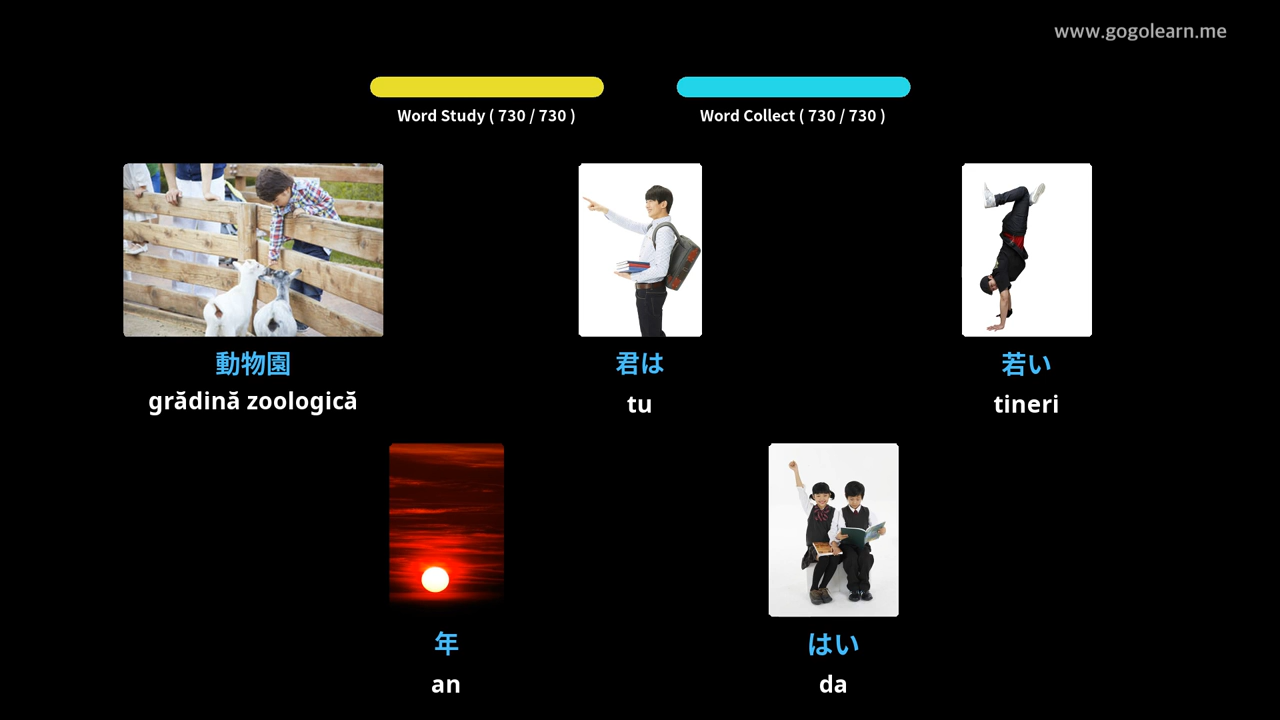 www.gogolearn.me
Word Study ( 730 / 730 )
Word Collect ( 730 / 730 )
動物園
grădină zoologică
君は
tu
若い
tineri
年
an
はい
da